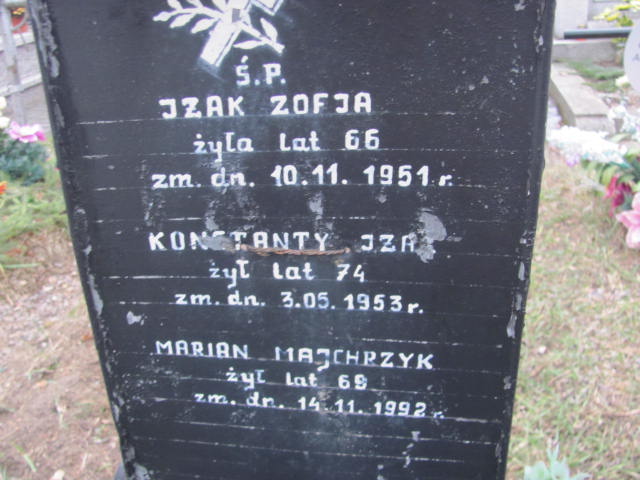 Ś.P.
IZAK ZOFIA
żyła lat 66
zm. dn. 10.11. 1951 r.
KONSTANTY IZA
żył lat 74
zm. dn. 3.05. 1953 r.
MARIAN MAJCHRZYK
żył lat 69
zm. dn. 14.11. 1992 r.